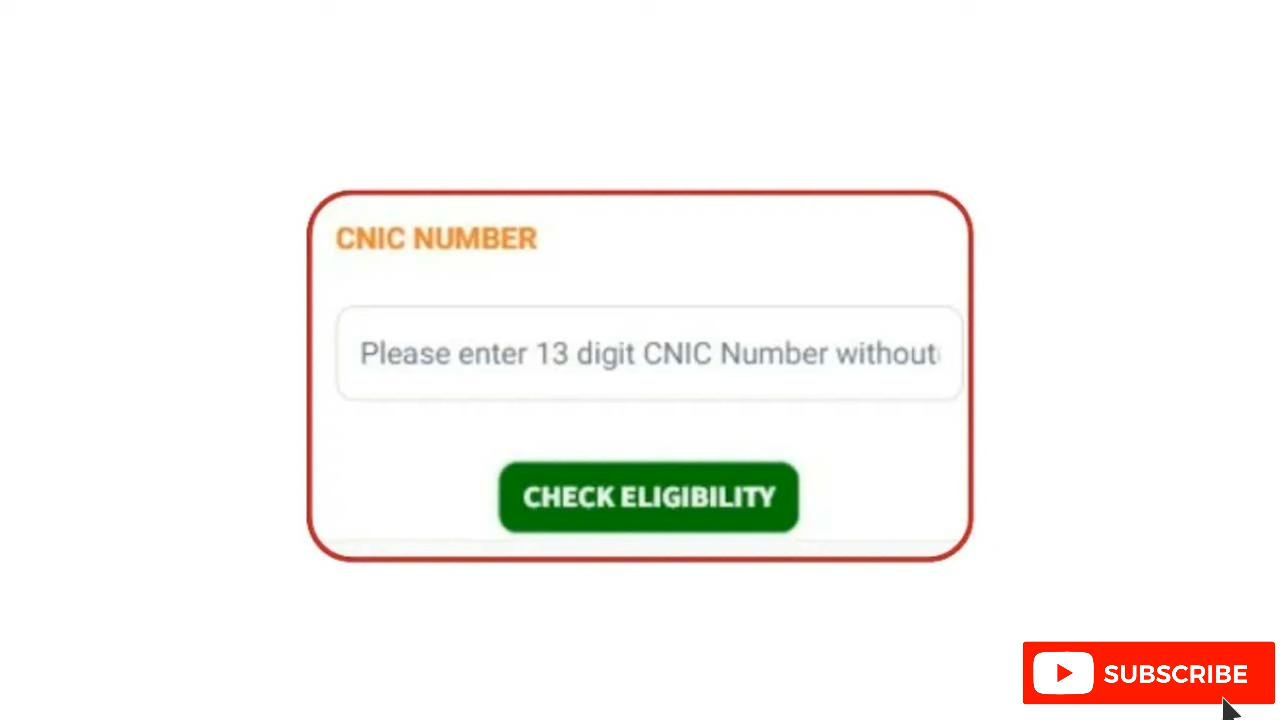 CNIC NUMBER
Please enter 13 digit CNIC Number without
CHECK ELIGIBILITY
SUBSCRIBE